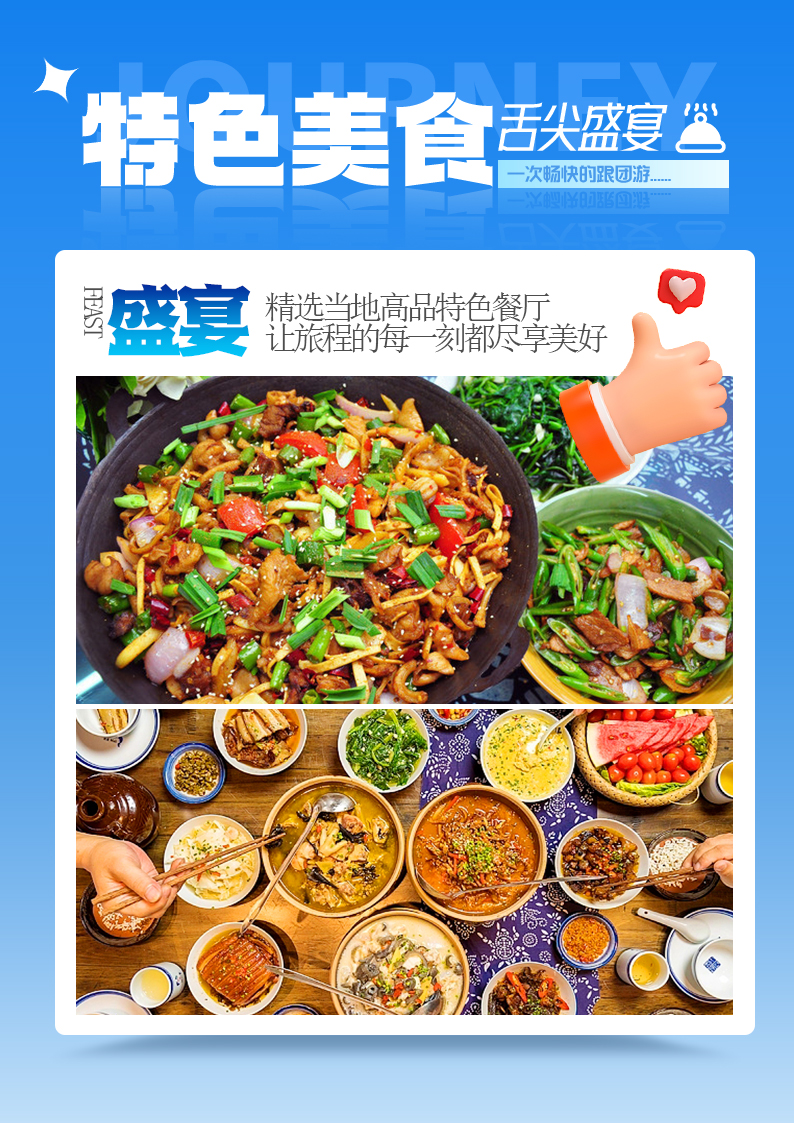 JOURNEY
特色美食
舌尖盛宴
一次畅快的跟团游......
FEAST
盛宴
精选当地高品特色餐厅
让旅程的每一刻都尽享美好